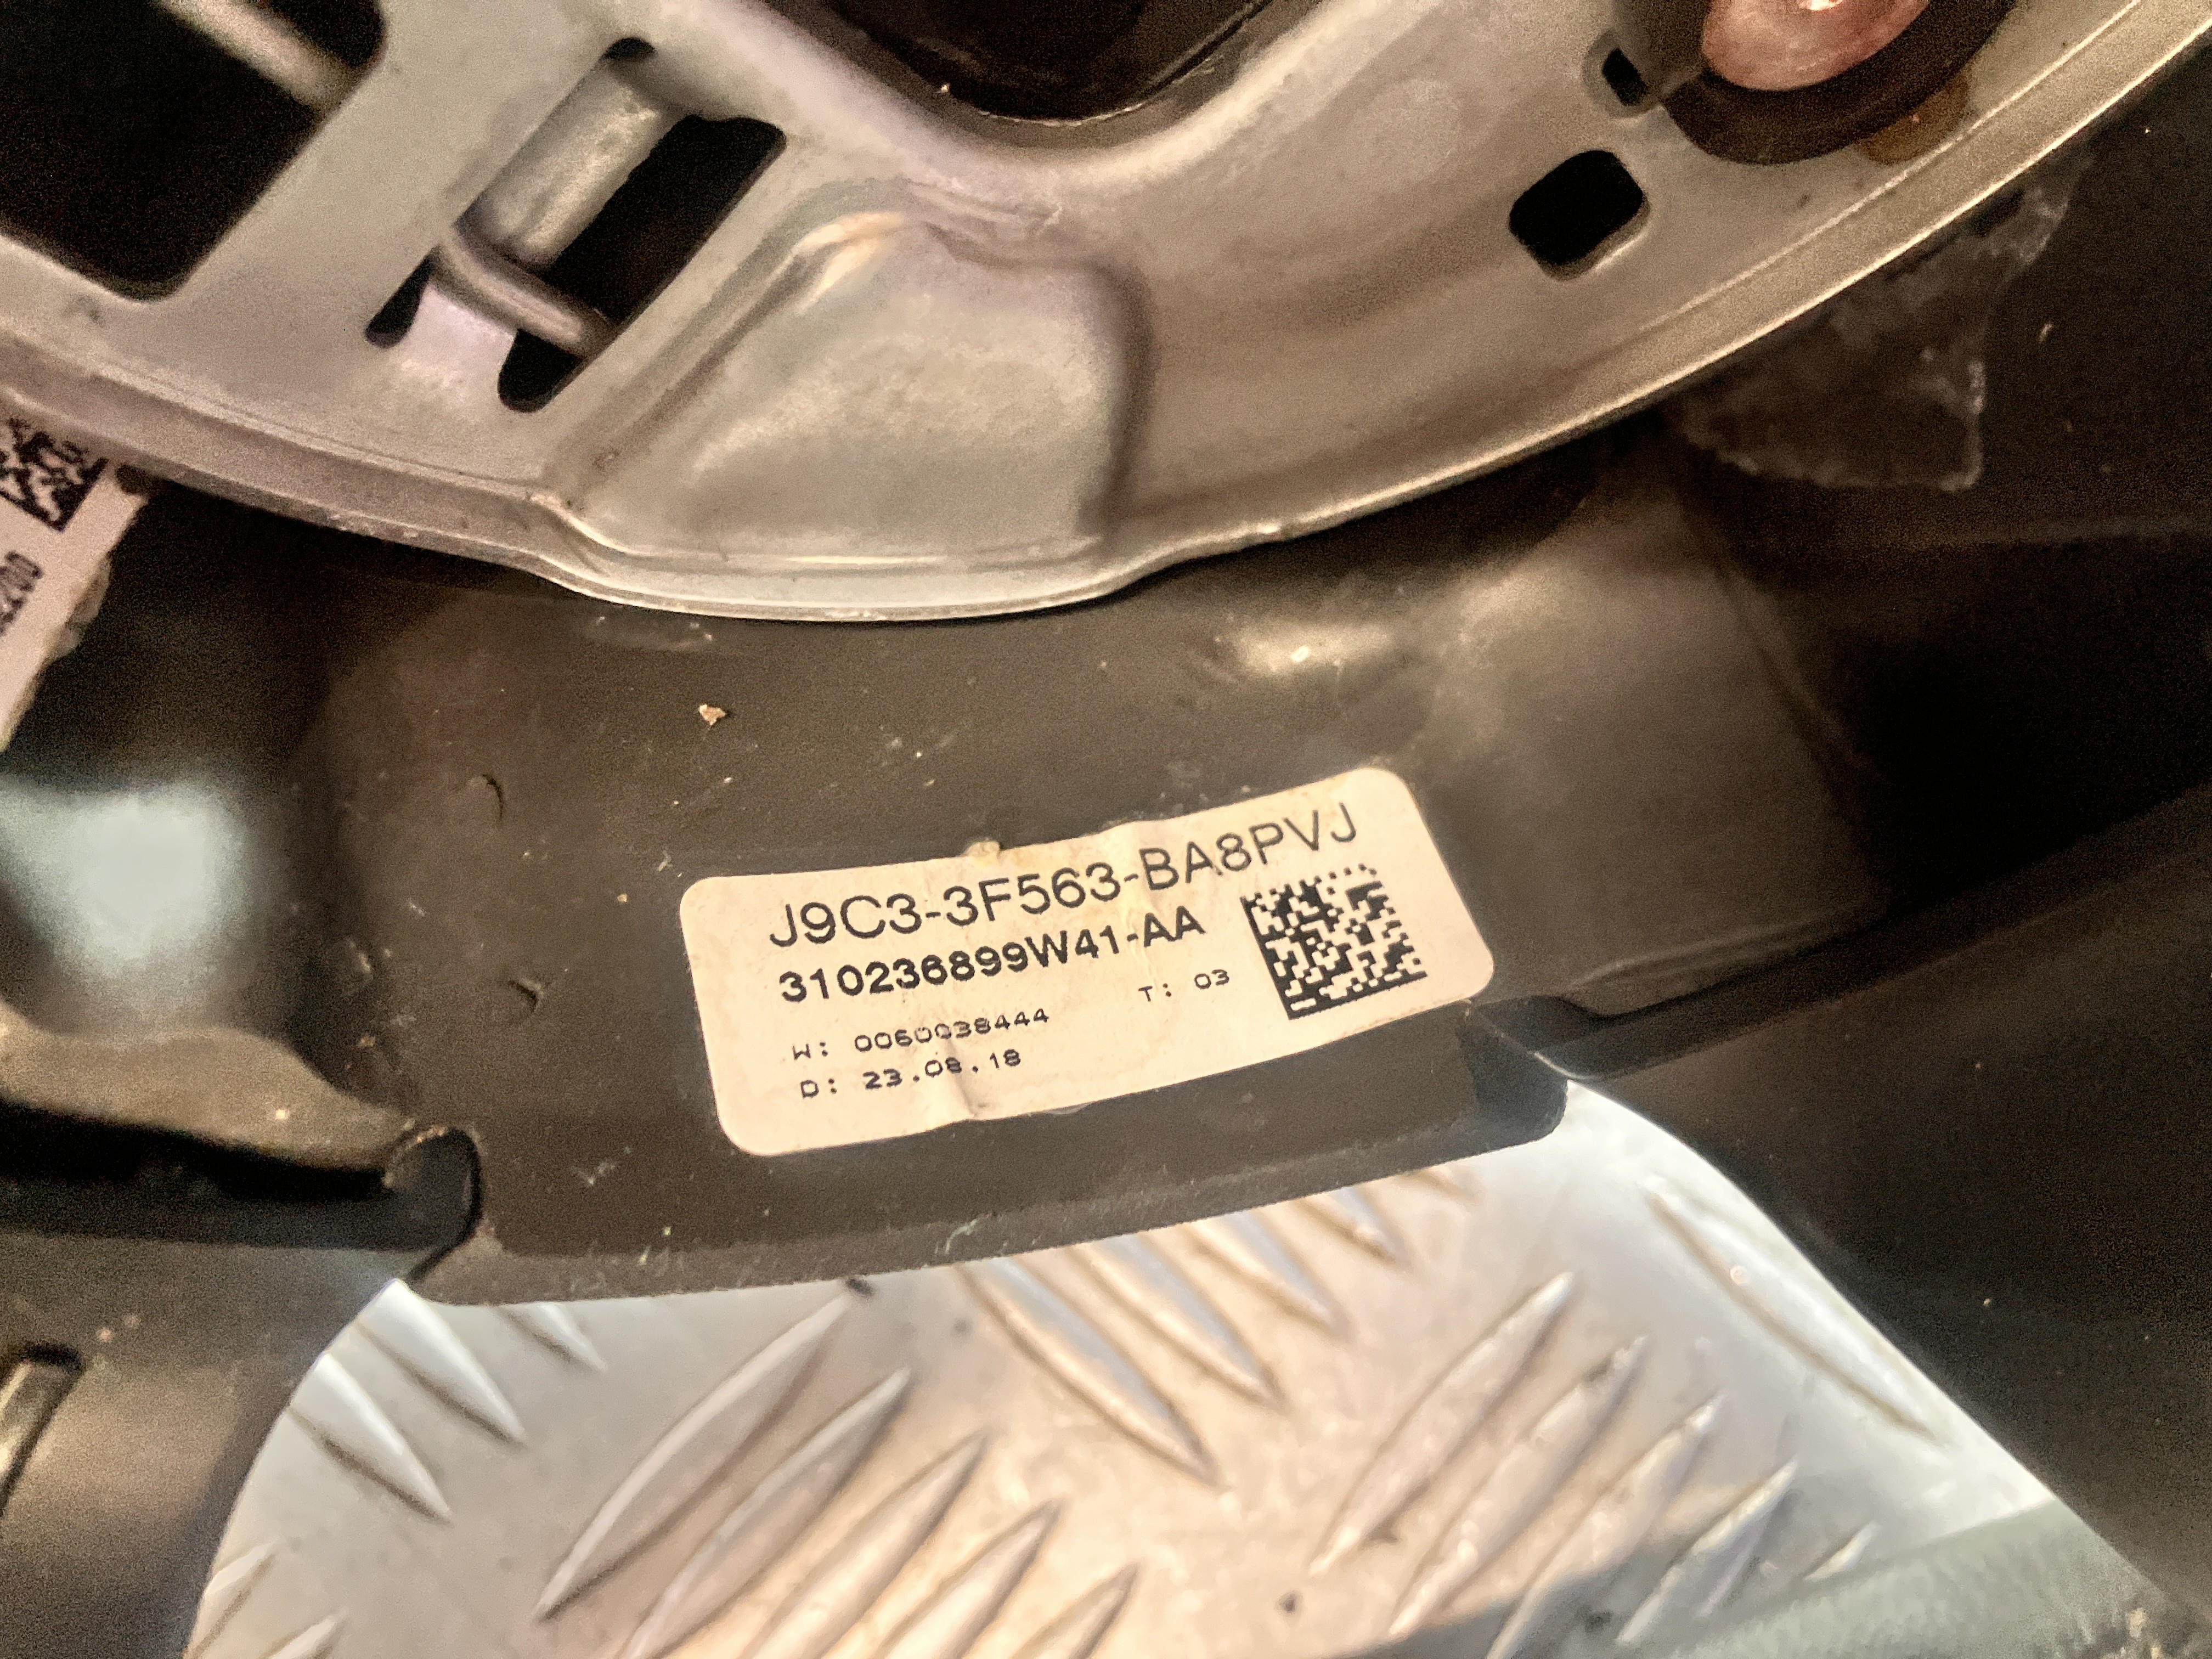 J9C3-3F563-BA8PVJ
310236899W41-AA
T: 03
W: 0060038444
D: 23.08.18